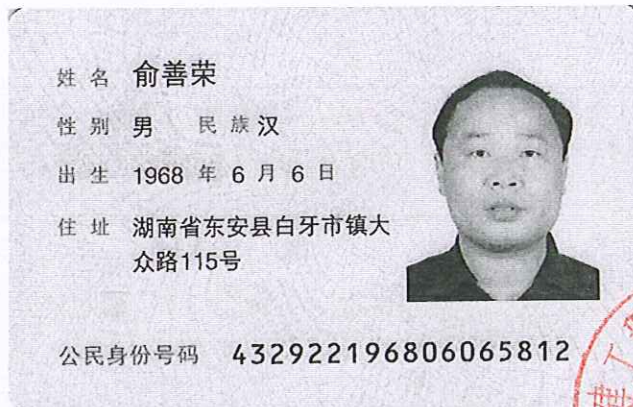 姓名 俞善荣
性别 男 民族 汉
出生 1968 年 6 月 6 日
住址 湖南省东安县白牙市镇大
众路115号
公民身份号码 432922196806065812